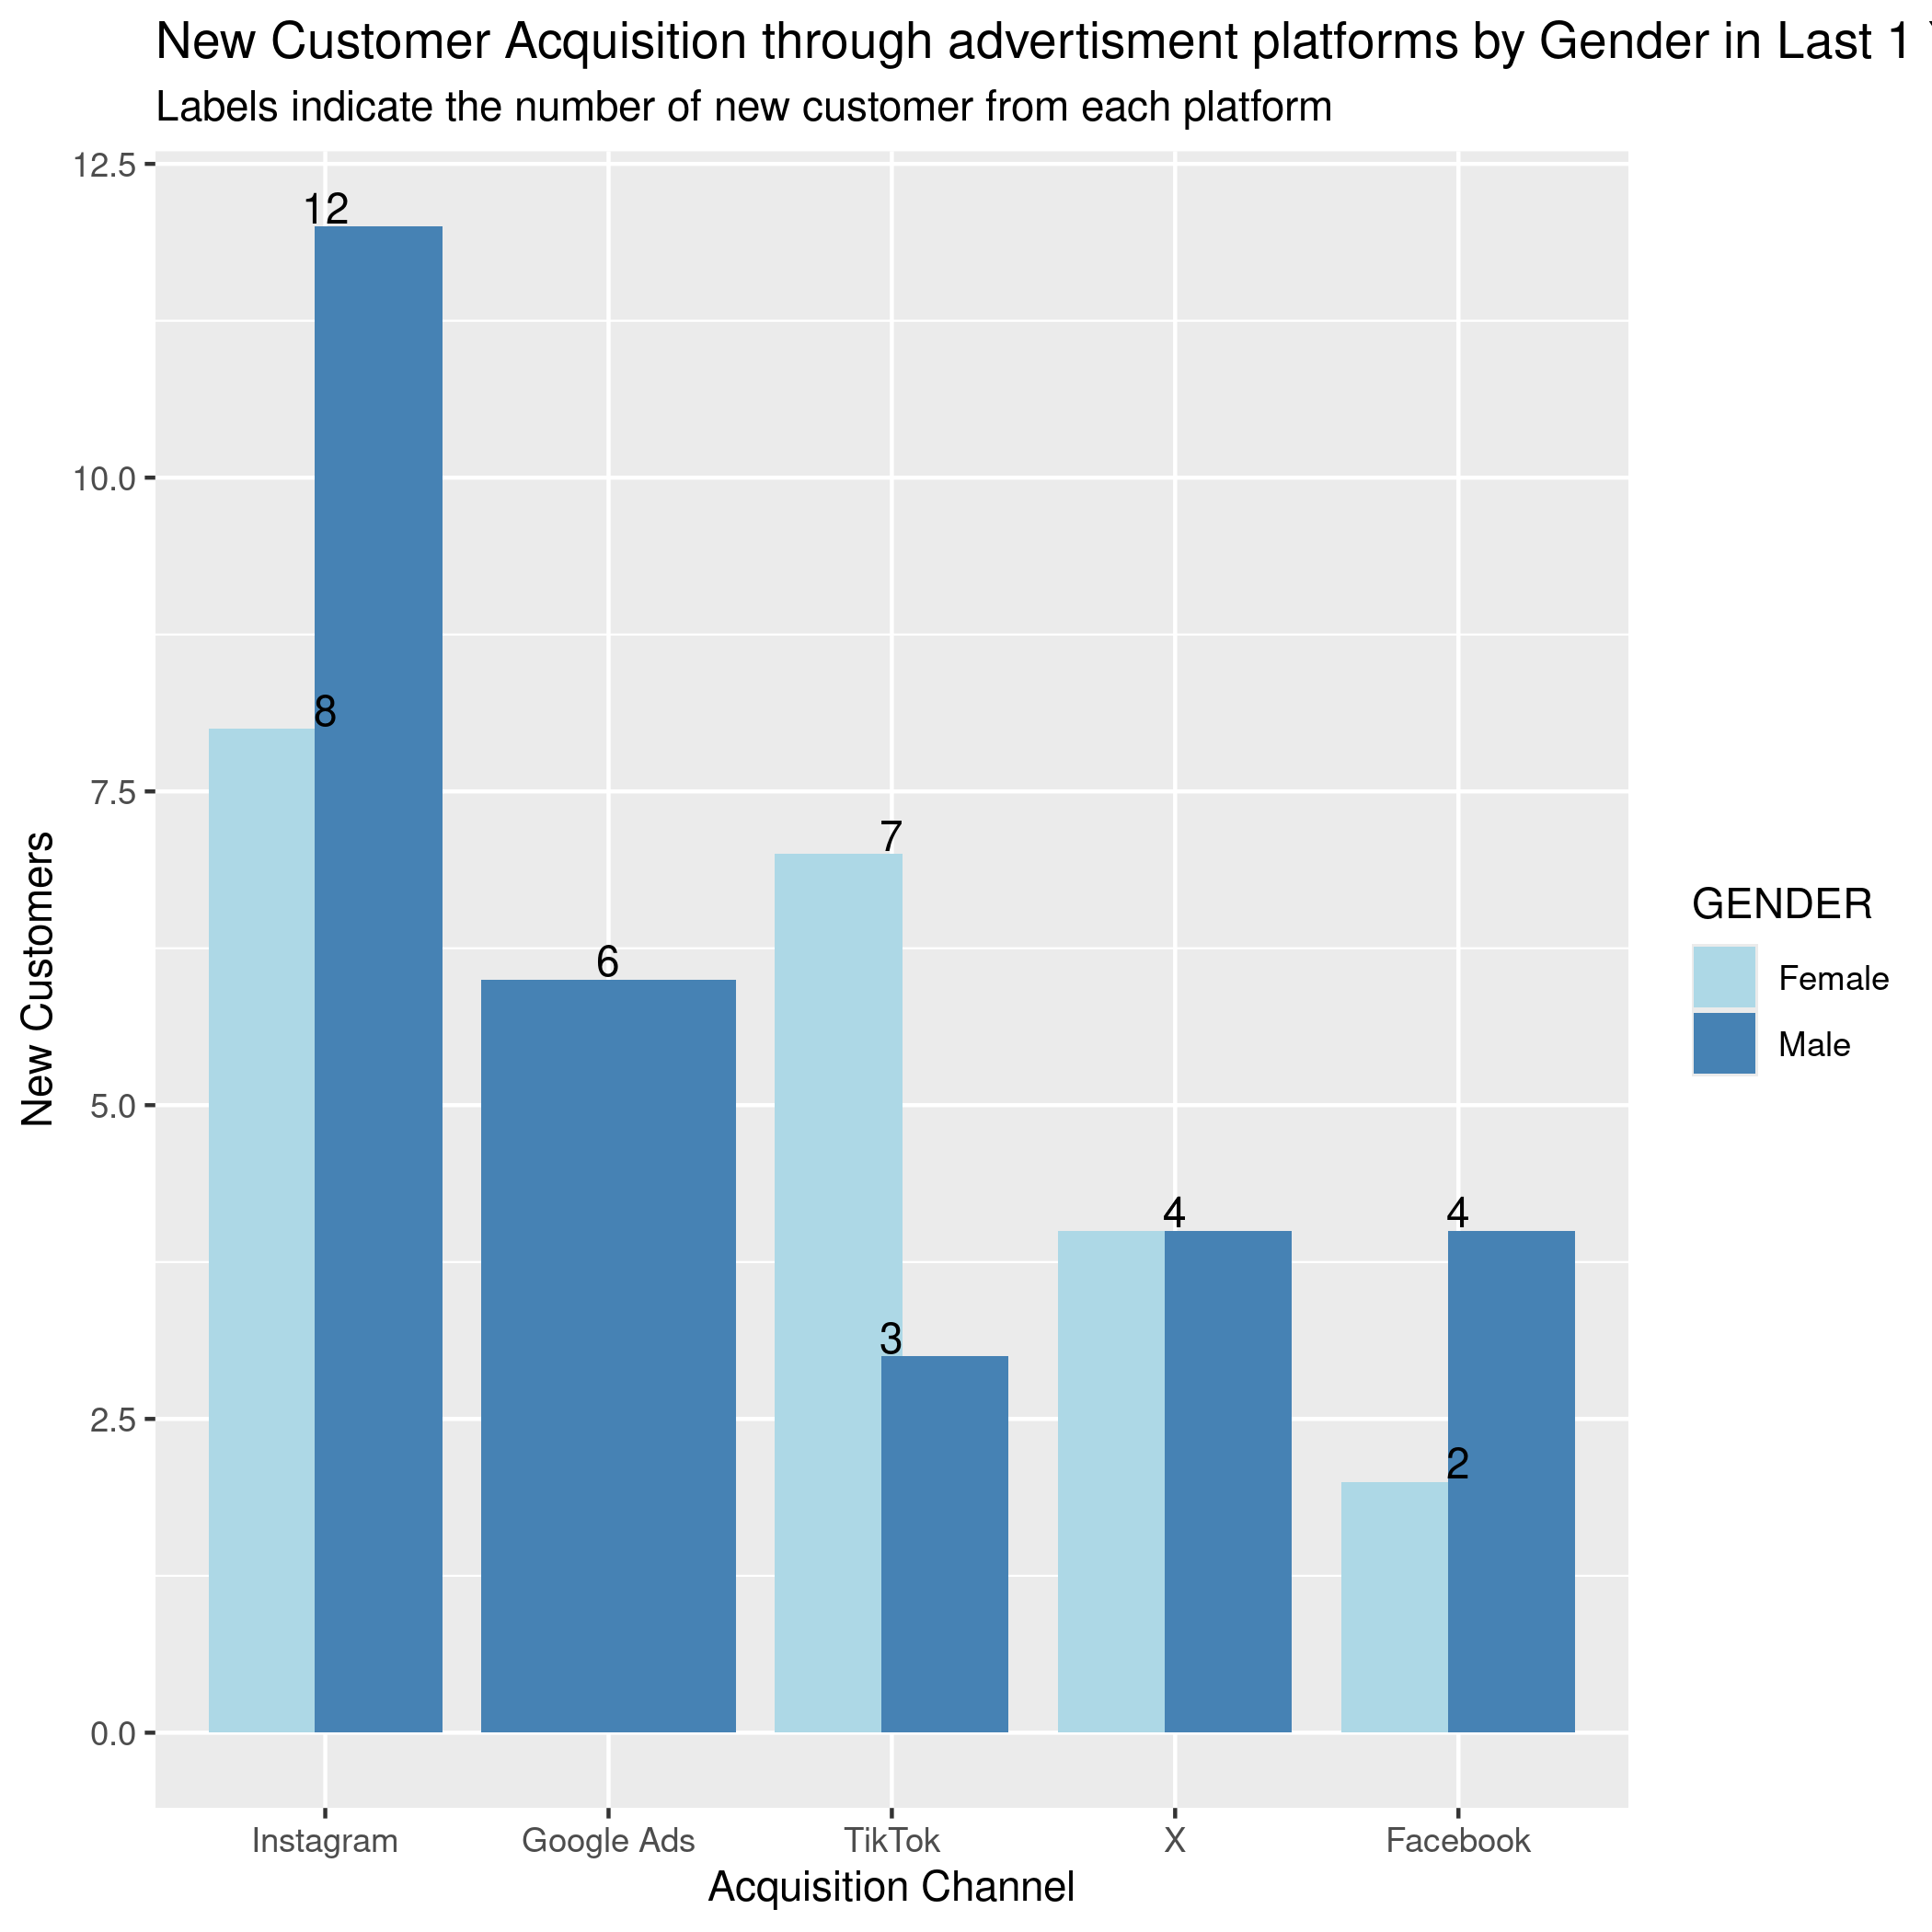 New Customer Acquisition through advertisment platforms by Gender in Last 1
Labels indicate the number of new customer from each platform
12.5
10.0
7.5
5.0
2.5
0.0
New Customers
12
8
6
7
3
4
4
2
Instagram
Google Ads
TikTok
X
Facebook
Acquisition Channel
GENDER
Female
Male